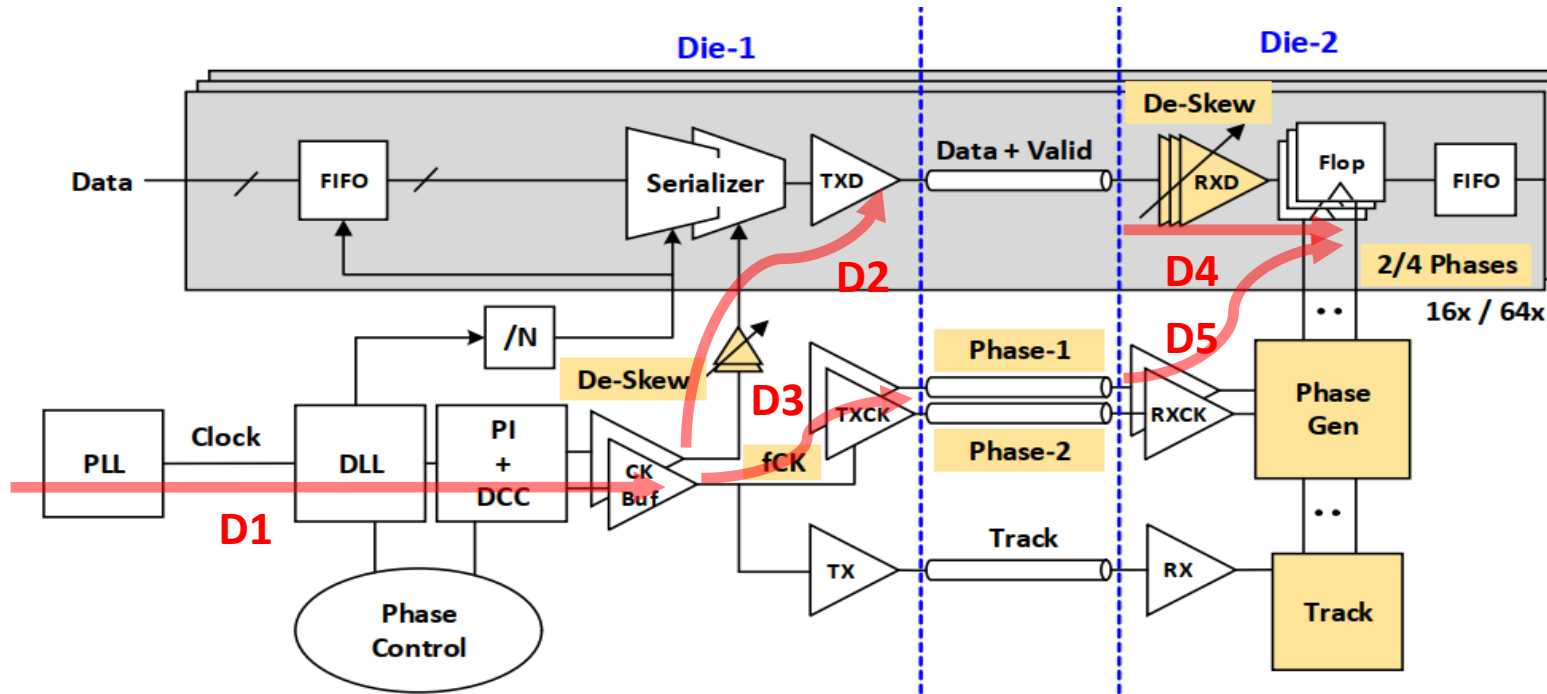 Die-1
Die-2
De-Skew
Data + Valid
Data
FIFO
Serializer
TXD
RXD
Flop
FIFO
D2
D4
2/4 Phases
16x / 64x
/N
De-Skew
D3
D5
Phase-1
Clock
PI
+
DCC
TXCK
RXCK
Phase
Gen
PLL
DLL
CK
Buf
fCK
Phase-2
D1
Track
TX
RX
Track
Phase
Control